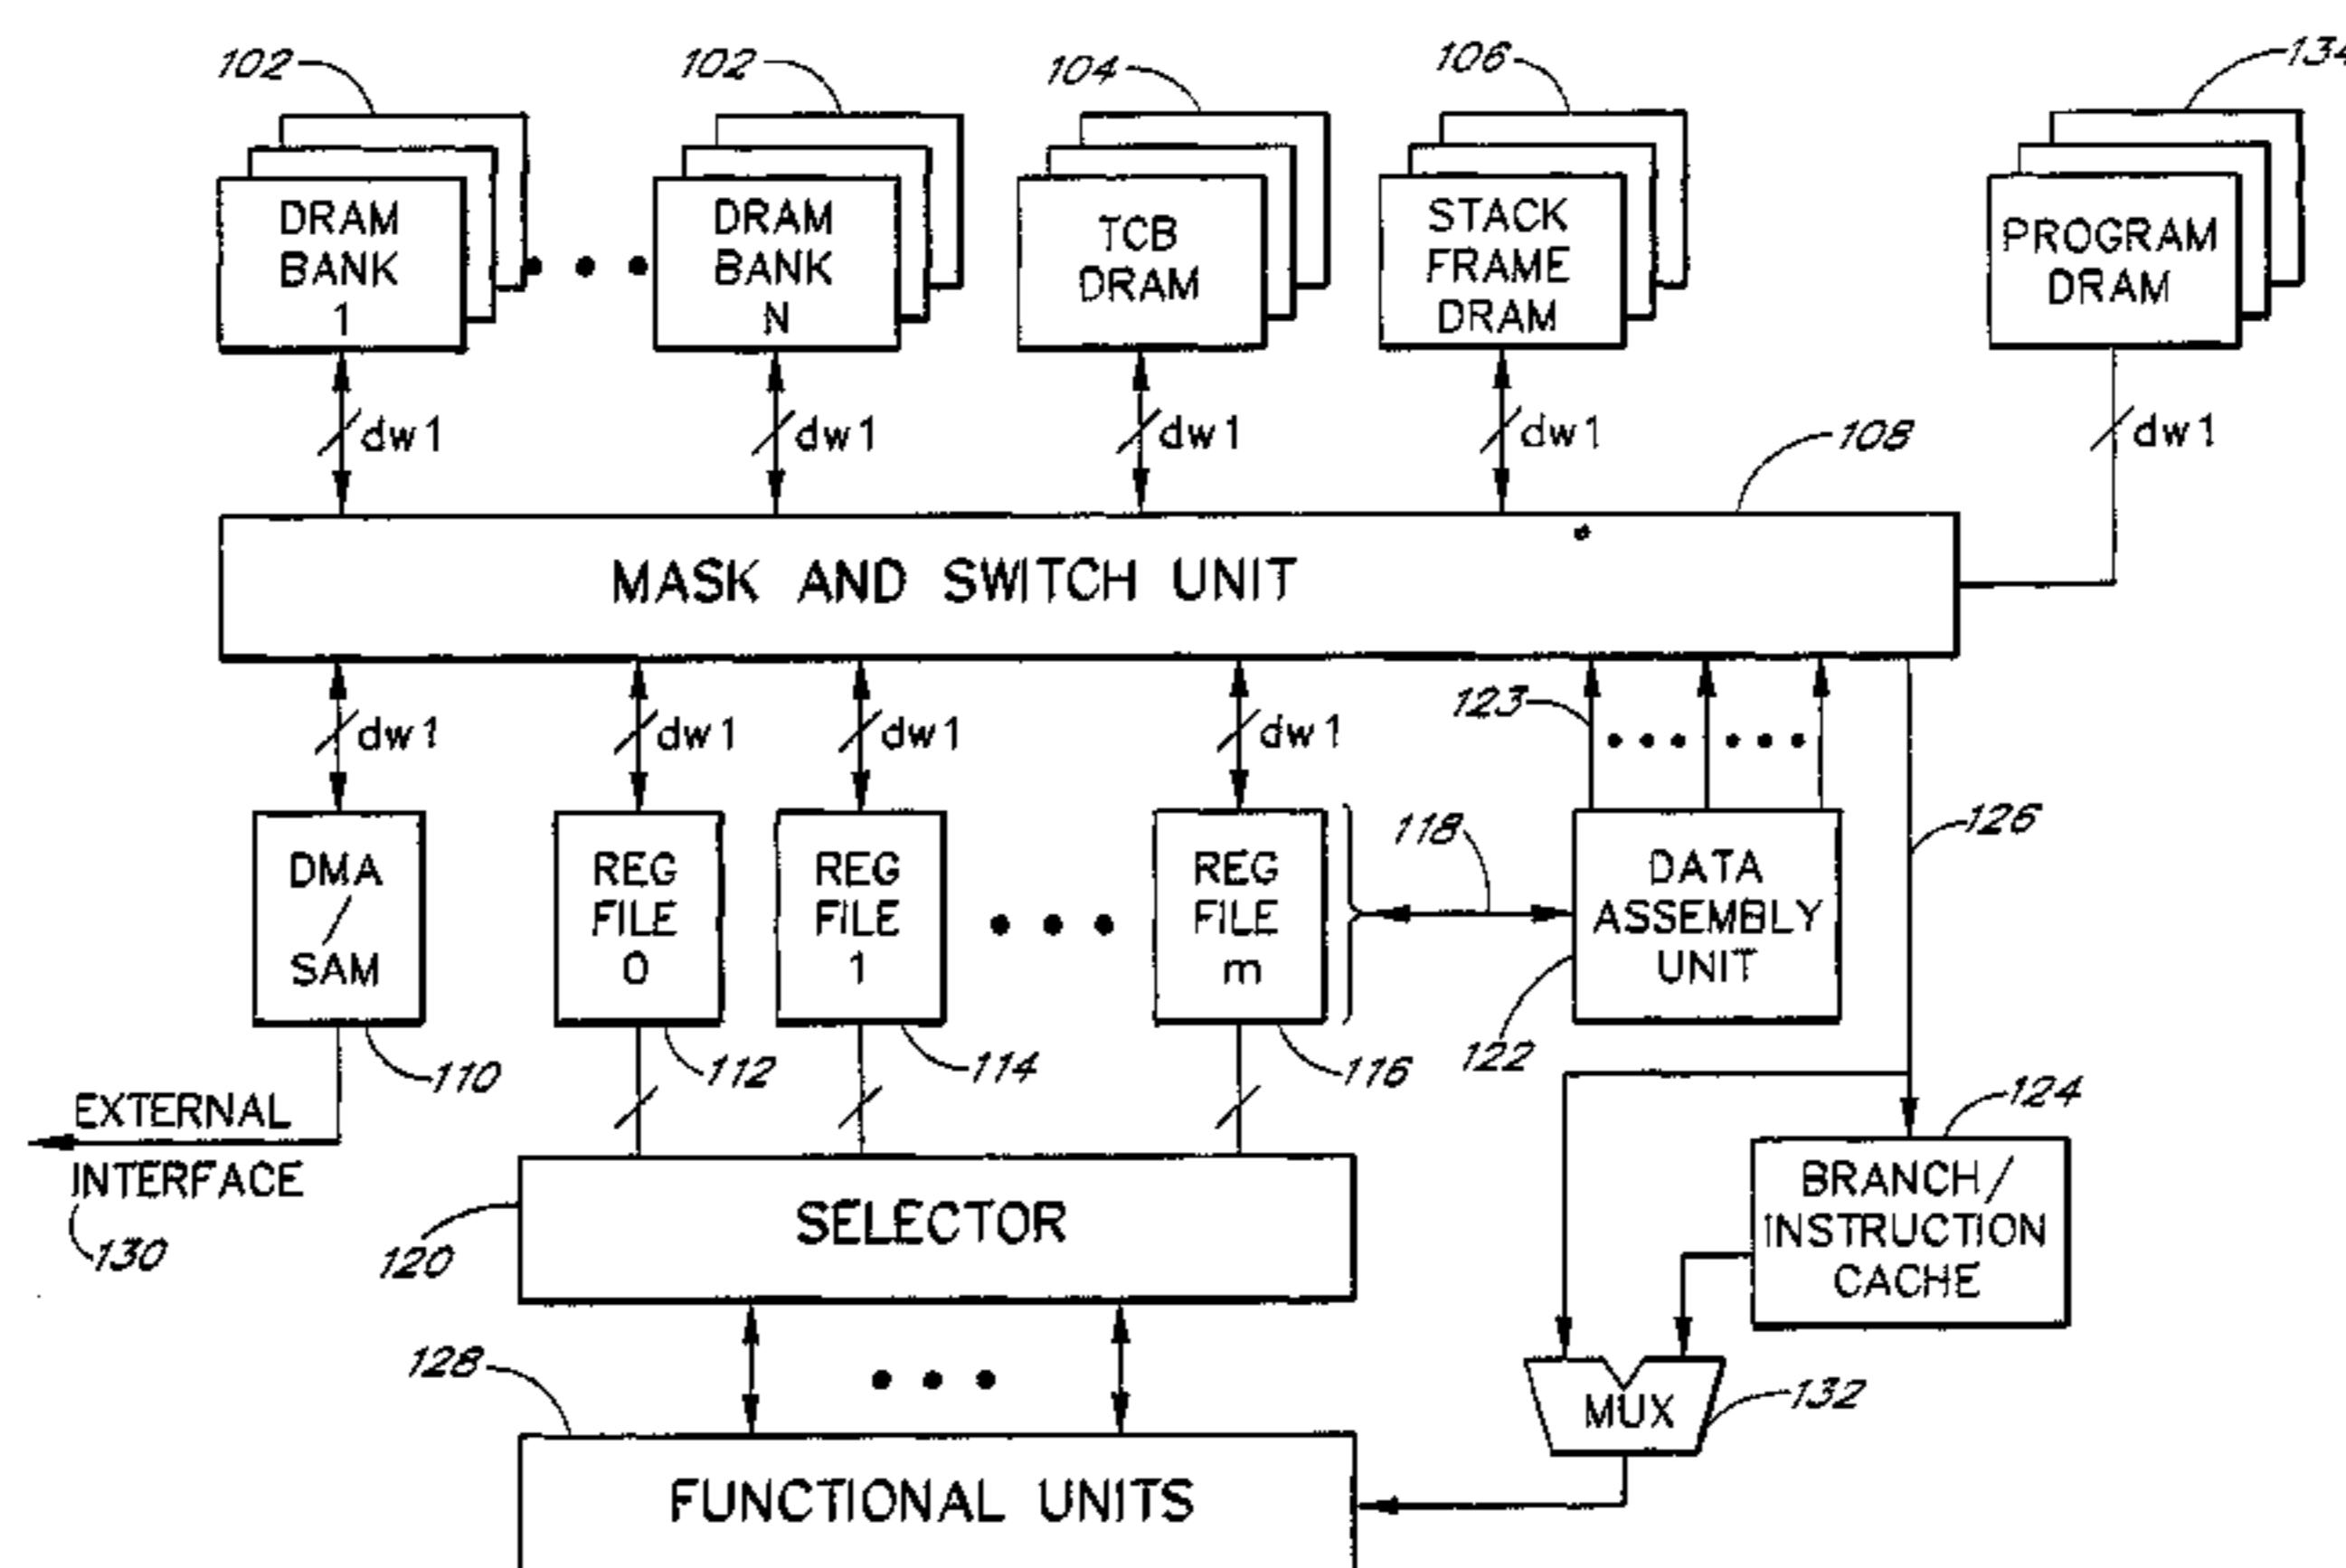 102
102
104
106
134
DRAM
BANK
1
DRAM
BANK
N
TCB
DRAM
STACK
FRAME
DRAM
PROGRAM
DRAM
dw1
dw1
dw1
dw1
dw1
108
MASK AND SWITCH UNIT
dw1
dw1
dw1
dw1
123
126
118
DMA
/
SAM
REG
FILE
0
REG
FILE
1
REG
FILE
m
DATA
ASSEMBLY
UNIT
110
112
114
116
122
124
EXTERNAL
INTERFACE
130
120
SELECTOR
BRANCH/
INSTRUCTION
CACHE
128
MUX
132
FUNCTIONAL UNITS